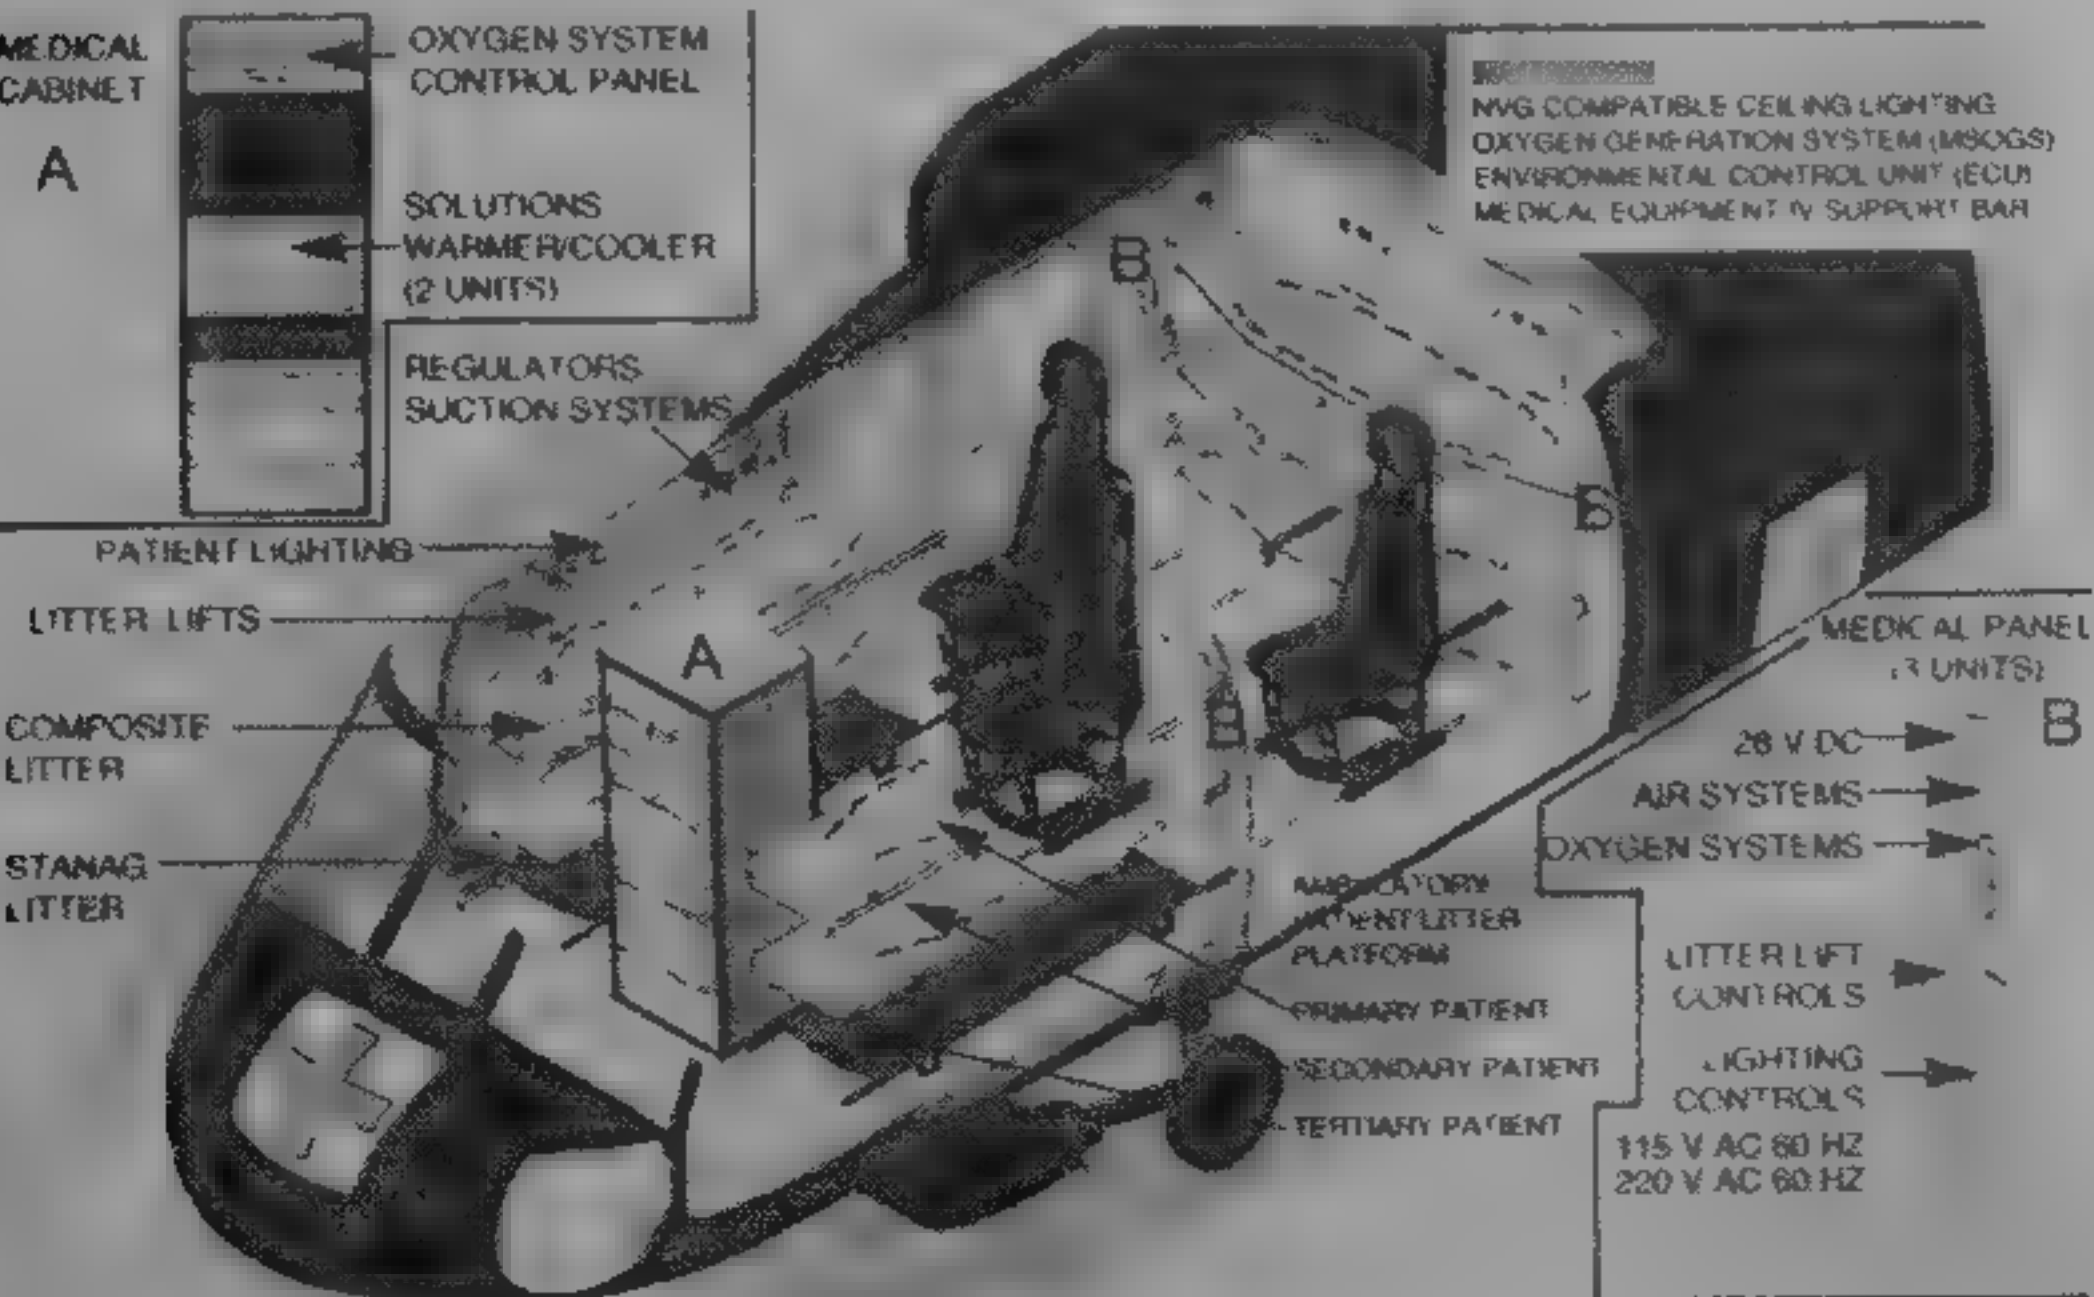 MEDICAL
CABINET
A
OXYGEN SYSTEM
CONTROL PANEL
SOLUTIONS
WARMER/COOLER
(2 UNITS)
REGULATORS
SUCTION SYSTEMS
PATIENT LIGHTING
LITTER LIFTS
COMPOSITE
LITTER
STANAG
LITTER
A
B
B
B
NVG COMPATIBLE CEILING LIGHTING
OXYGEN GENERATION SYSTEM (MSOGS)
ENVIRONMENTAL CONTROL UNIT (ECU)
MEDICAL EQUIPMENT IV SUPPORT BAR
AMBULATORY
PATIENT/LITTER
PLATFORM
PRIMARY PATIENT
SECONDARY PATIENT
TERTIARY PATIENT
MEDICAL PANEL
(3 UNITS)
B
28 V DC
AIR SYSTEMS
OXYGEN SYSTEMS
LITTER LIFT
CONTROLS
LIGHTING
CONTROLS
115 V AC 60 HZ
220 V AC 60 HZ